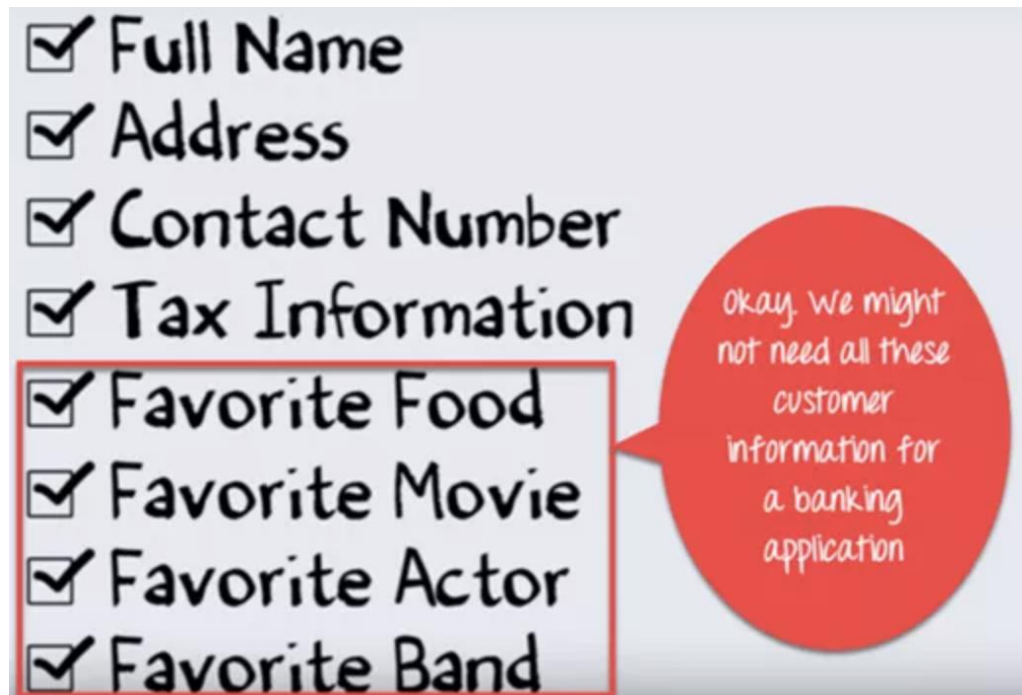 Full Name
Address
Contact Number
Tax Information
Favorite Food
Favorite Movie
Favorite Actor
Favorite Band
Okay. We might
not need all these
customer
information for
a banking
application